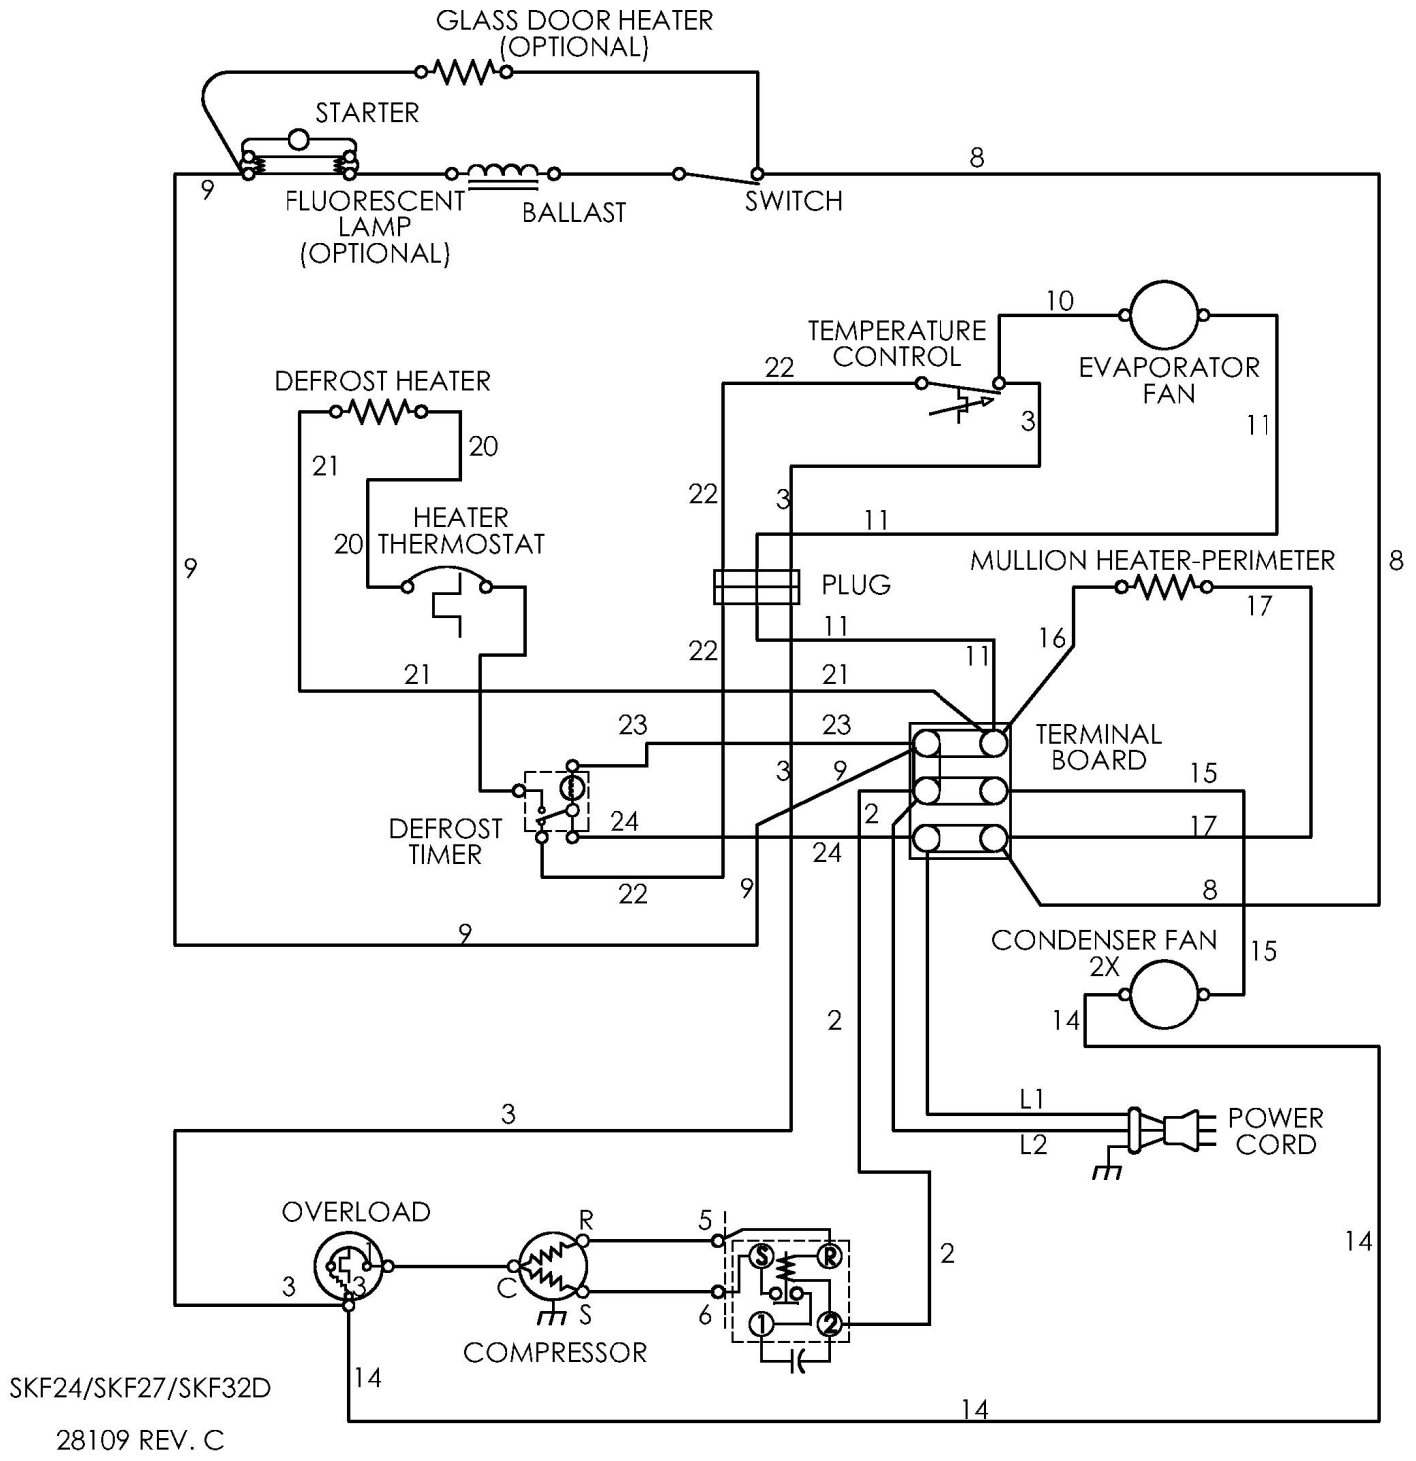 GLASS DOOR HEATER
(OPTIONAL)
STARTER
8
9
FLUORESCENT
LAMP
(OPTIONAL)
BALLAST
SWITCH
10
TEMPERATURE
CONTROL
EVAPORATOR
FAN
22
DEFROST HEATER
3
11
20
21
22
3
HEATER
THERMOSTAT
20
11
9
8
MULLION HEATER-PERIMETER
PLUG
17
11
16
22
11
21
21
23
23
TERMINAL
BOARD
3
9
15
2
24
17
DEFROST
TIMER
24
22
9
8
9
CONDENSER FAN
2X
15
14
2
3
L1
L2
POWER
CORD
OVERLOAD
R
5
S
R
1
2
14
3
3
C
S
6
1
2
COMPRESSOR
14
14
SKF24/SKF27/SKF32D
28109 REV. C